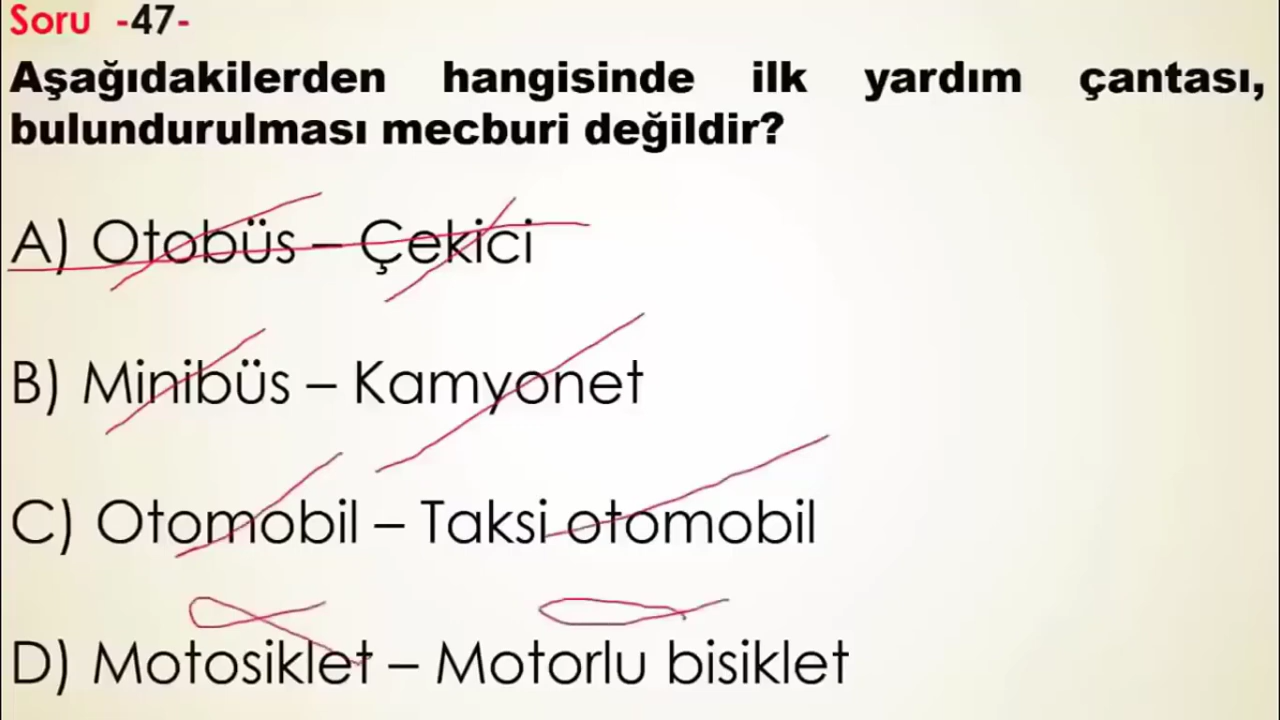 Soru -47-
Aşağıdakilerden hangisinde ilk yardım çantası,
bulundurulması mecburi değildir?
A) Otobüs – Çekici
B) Minibüs – Kamyonet
C) Otomobil – Taksi otomobil
D) Motosiklet – Motorlu bisiklet